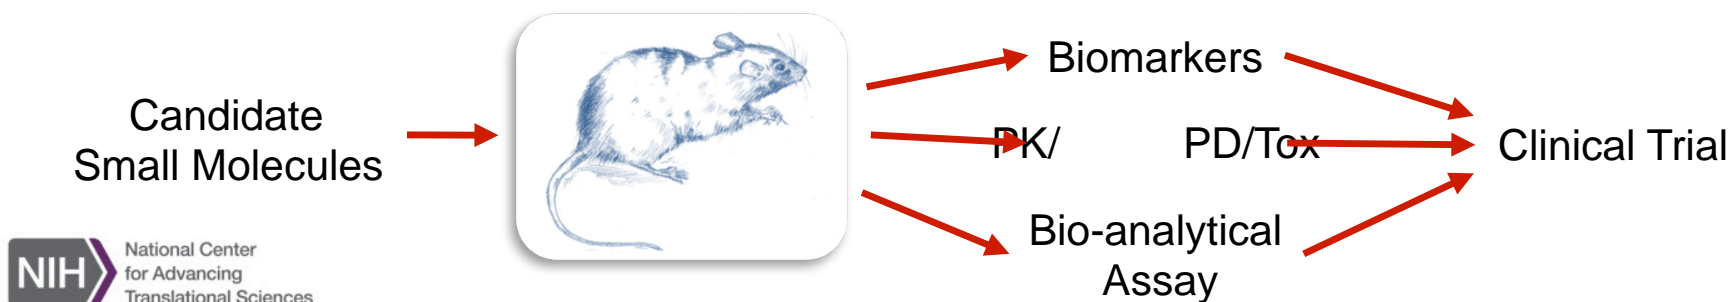 Candidate
Small Molecules
Biomarkers
PK/ PD/Tox
Bio-analytical
Assay
Clinical Trial
NIH
National Center
for Advancing
Translational Sciences